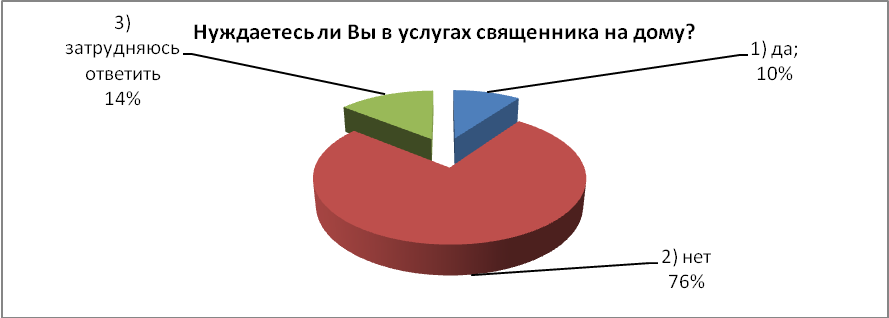 Нуждаетесь ли Вы в услугах священника на дому?
3)
затрудняюсь
ответить
14%
1) да;
10%
2) нет
76%